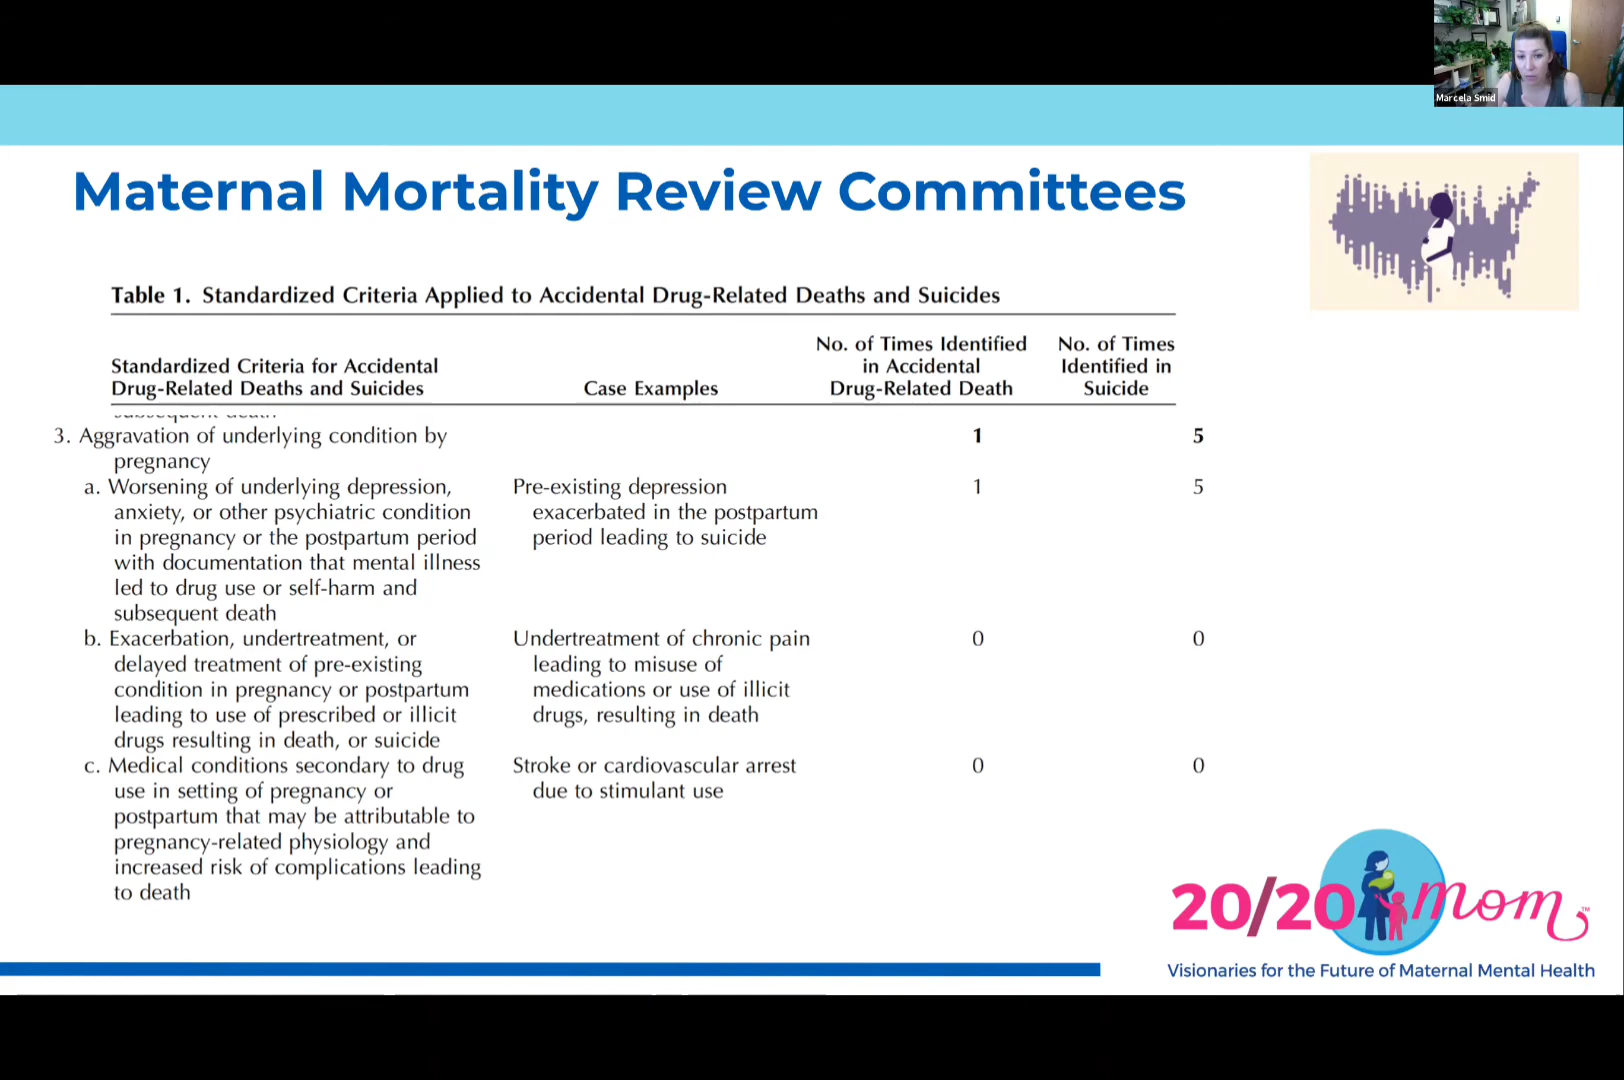 Marcela Smid
Maternal Mortality Review Committees
Table 1. Standardized Criteria Applied to Accidental Drug-Related Deaths and Suicides
Standardized Criteria for Accidental
Drug-Related Deaths and Suicides
Case Examples
No. of Times Identified
in Accidental
Drug-Related Death
No. of Times
Identified in
Suicide
3. Aggravation of underlying condition by
pregnancy
1
5
a. Worsening of underlying depression,
anxiety, or other psychiatric condition
in pregnancy or the postpartum period
with documentation that mental illness
led to drug use or self-harm and
subsequent death
Pre-existing depression
exacerbated in the postpartum
period leading to suicide
1
5
b. Exacerbation, undertreatment, or
delayed treatment of pre-existing
condition in pregnancy or postpartum
leading to use of prescribed or illicit
drugs resulting in death, or suicide
Undertreatment of chronic pain
leading to misuse of
medications or use of illicit
drugs, resulting in death
0
0
c. Medical conditions secondary to drug
use in setting of pregnancy or
postpartum that may be attributable to
pregnancy-related physiology and
increased risk of complications leading
to death
Stroke or cardiovascular arrest
due to stimulant use
0
0
20/20 mom™
Visionaries for the Future of Maternal Mental Health